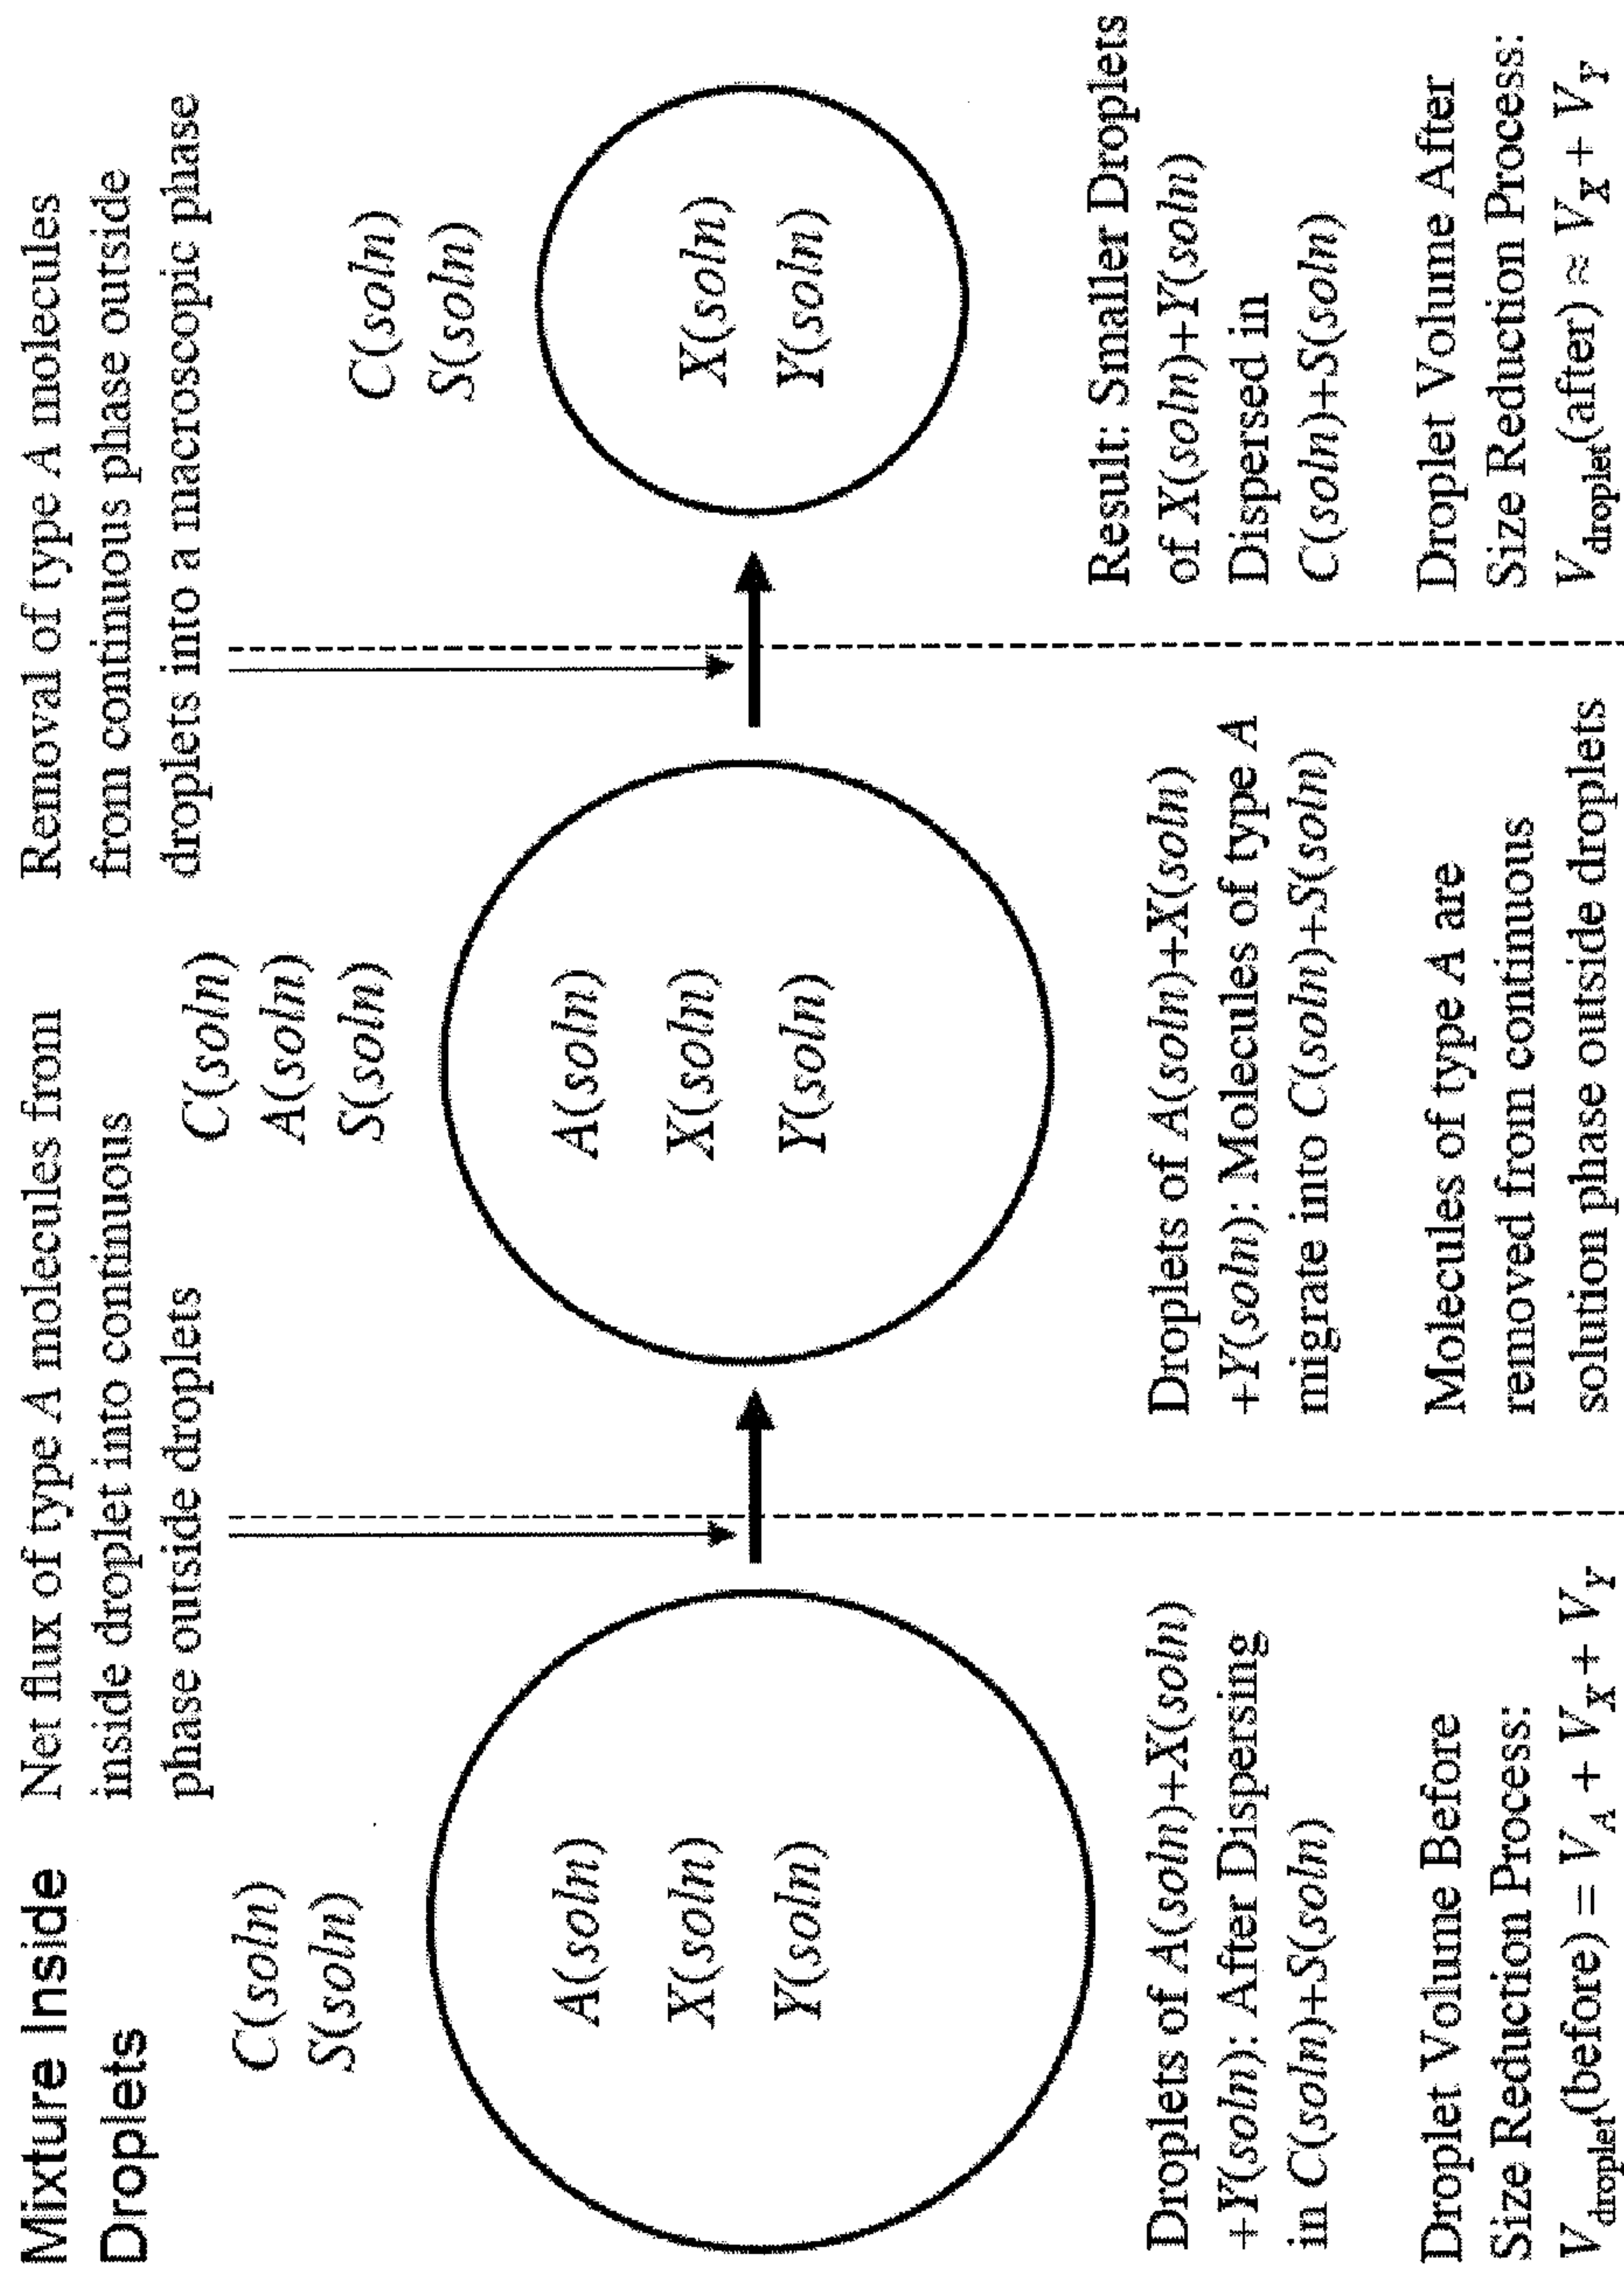 Mixture Inside
Droplets
Net flux of type A molecules from
inside droplet into continuous
phase outside droplets
Removal of type A molecules
from continuous phase outside
droplets into a macroscopic phase
C(soln)
S(soln)
A(soln)
X(soln)
Y(soln)
Droplets of A(soln)+X(soln)
+Y(soln): After Dispersing
in C(soln)+S(soln)
Droplet Volume Before
Size Reduction Process:
V_droplet(before) = V_A + V_X + V_Y
C(soln)
A(soln)
S(soln)
A(soln)
X(soln)
Y(soln)
Droplets of A(soln)+X(soln)
+Y(soln): Molecules of type A
migrate into C(soln)+S(soln)
Molecules of type A are
removed from continuous
solution phase outside droplets
C(soln)
S(soln)
X(soln)
Y(soln)
Result: Smaller Droplets
of X(soln)+Y(soln)
Dispersed in
C(soln)+S(soln)
Droplet Volume After
Size Reduction Process:
V_droplet(after) ≈ V_X + V_Y